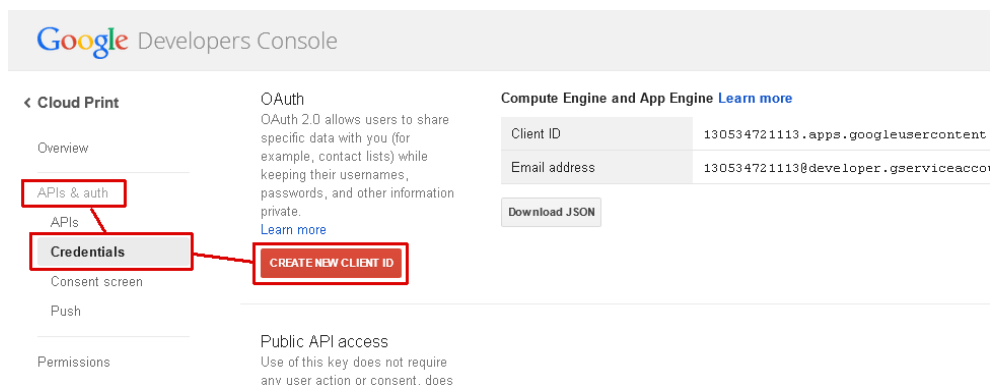 Google Developers Console
< Cloud Print
Overview
APIs & auth
APIs
Credentials
Consent screen
Push
Permissions
OAuth
OAuth 2.0 allows users to share
specific data with you (for
example, contact lists) while
keeping their usernames,
passwords, and other information
private.
Learn more
CREATE NEW CLIENT ID
Public API access
Use of this key does not require
any user action or consent, does
Compute Engine and App Engine Learn more
Client ID 130534721113.apps.googleusercontent
Email address 130534721113@developer.gserviceaccou
Download JSON